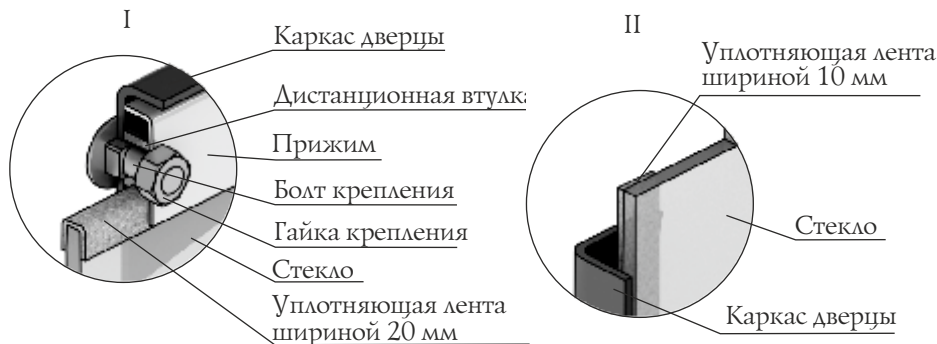 I
Каркас дверцы
Дистанционная втулка
Прижим
Болт крепления
Гайка крепления
Стекло
Уплотняющая лента
шириной 20 мм
II
Уплотняющая лента
шириной 10 мм
Стекло
Каркас дверцы